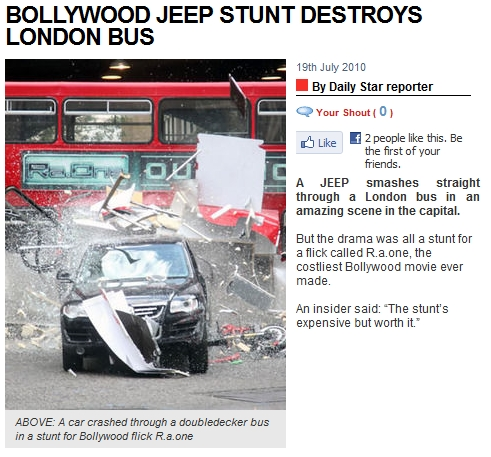 BOLLYWOOD JEEP STUNT DESTROYS
LONDON BUS
19th July 2010
By Daily Star reporter
Your Shout ( 0 )
Like
2 people like this. Be
the first of your
friends.
A JEEP smashes straight
through a London bus in an
amazing scene in the capital.
But the drama was all a stunt for
a flick called R.a.one, the
costliest Bollywood movie ever
made.
An insider said: “The stunt's
expensive but worth it.”
Ra.One
ABOVE: A car crashed through a doubledecker bus
in a stunt for Bollywood flick R.a.one